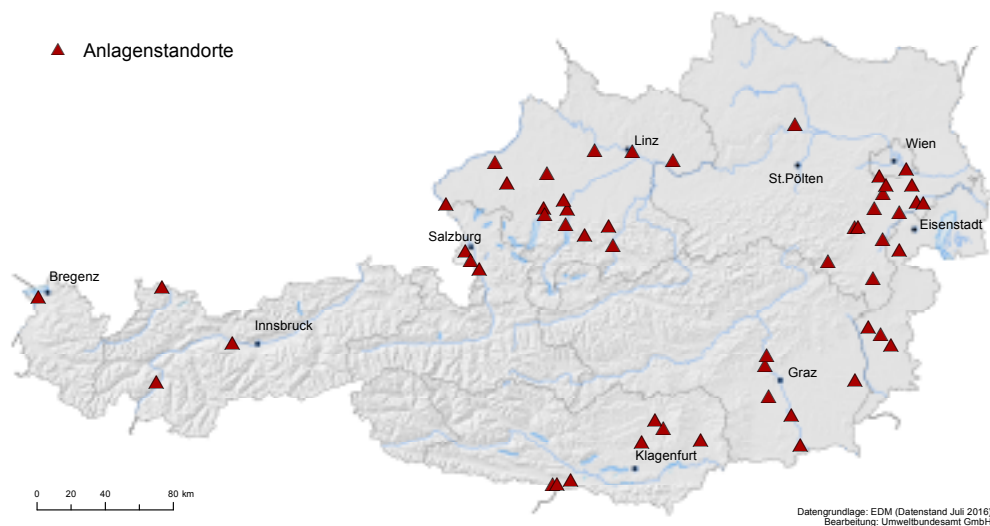 Anlagenstandorte
Linz
Wien
St.Pölten
Eisenstadt
Salzburg
Bregenz
Innsbruck
Graz
Klagenfurt
0 20 40 80 km
Datengrundlage: EDM (Datenstand Juli 2016)
Bearbeitung: Umweltbundesamt GmbH